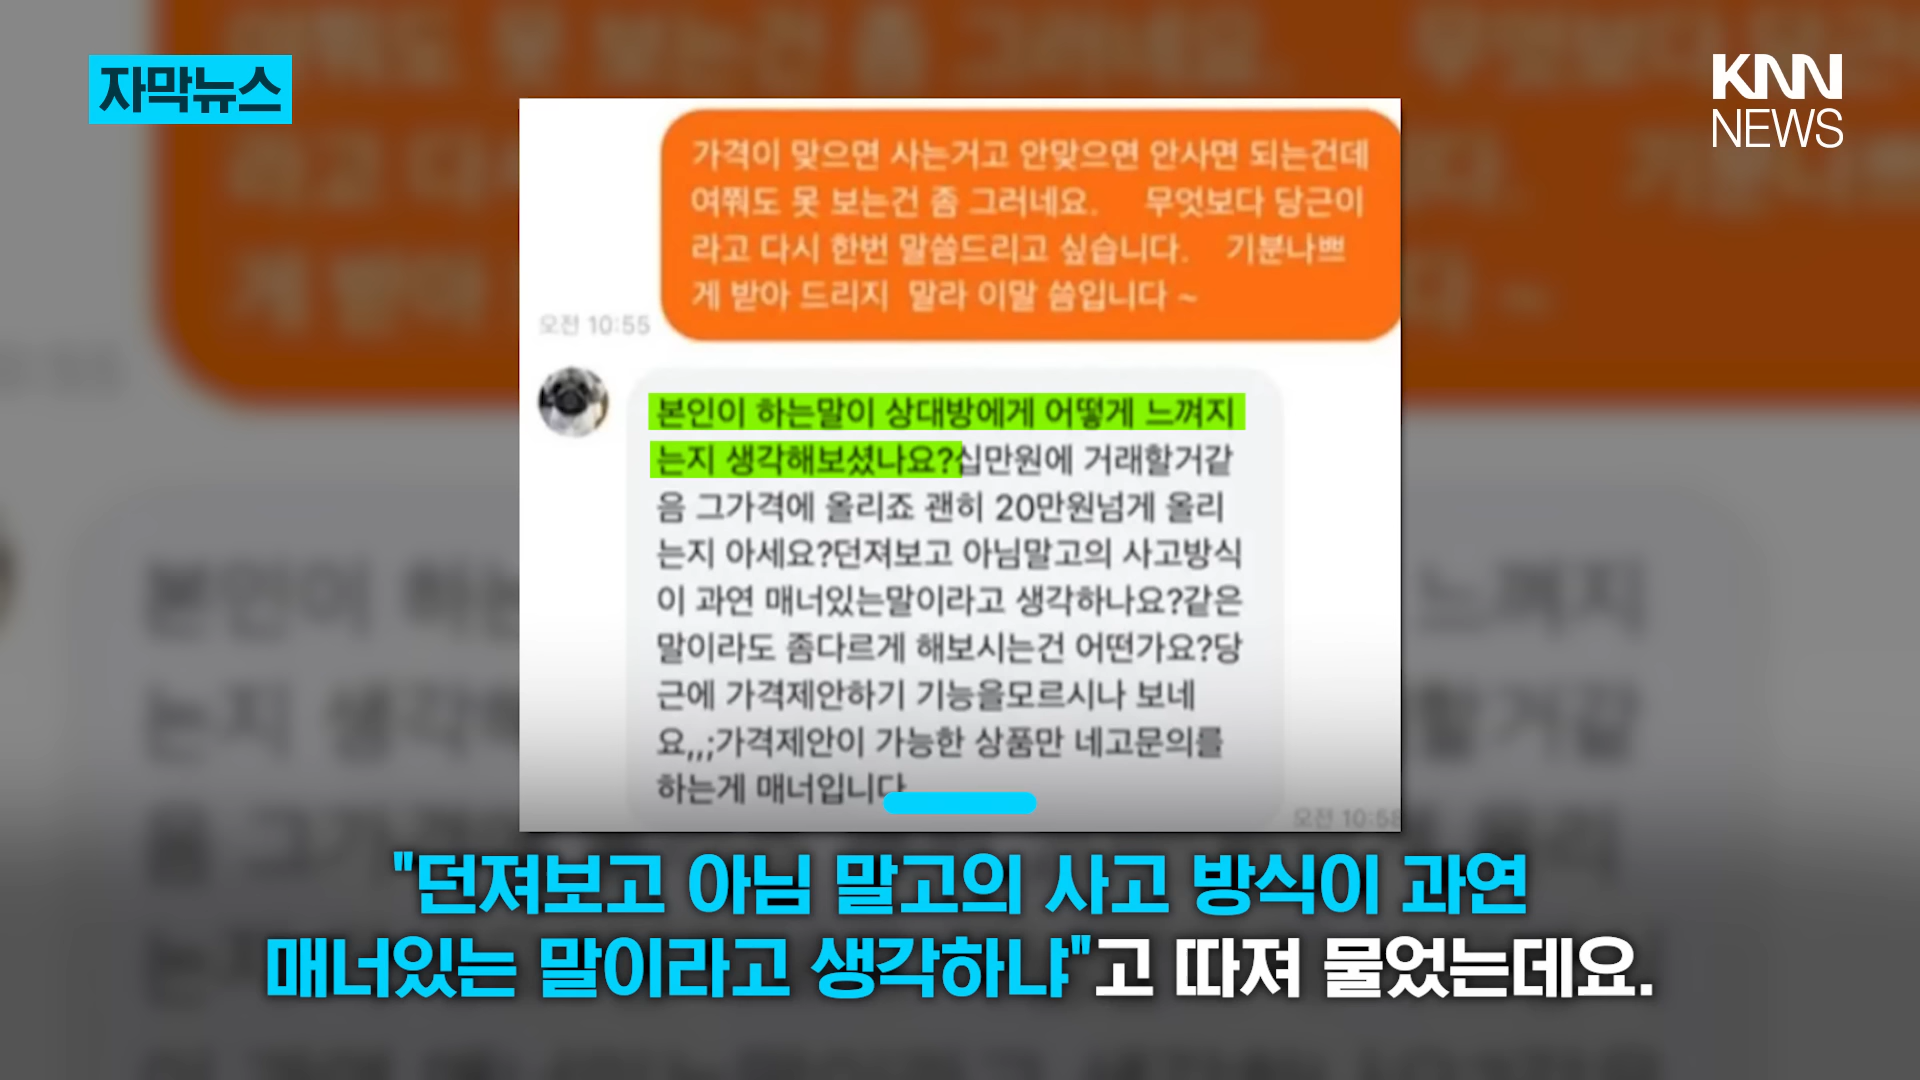 자막뉴스
KNN
NEWS
가격이 맞으면 사는거고 안맞으면 안사면 되는건데
여쭤도 못 보는건 좀 그러네요. 무엇보다 당근이
라고 다시 한번 말씀드리고 싶습니다. 기분나쁘
게 받아 드리지 말라 이말 씀입니다 ~
오전 10:55
본인이 하는말이 상대방에게 어떻게 느껴지
는지 생각해보셨나요?십만원에 거래할거같
음 그가격에 올리죠 괜히 20만원넘게 올리
는지 아세요?던져보고 아님말고의 사고방식
이 과연 매너있는말이라고 생각하나요?같은
말이라도 좀다르게 해보시는건 어떤가요?당
근에 가격제안하기 기능을모르시나 보네
요,,;가격제안이 가능한 상품만 네고문의를
하는게 매너입니다
오전 10:58
"던져보고 아님 말고의 사고 방식이 과연
매너있는 말이라고 생각하냐"고 따져 물었는데요.